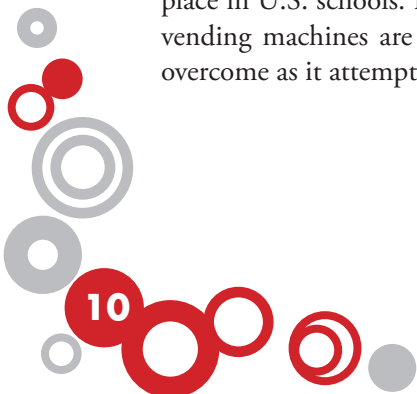 place in U.S. schools.
vending machines are
overcome as it attempt
10